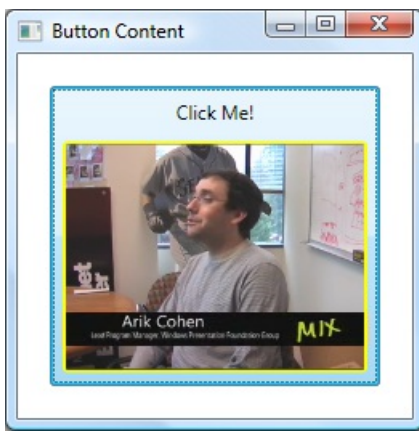 Button Content
Click Me!
Arik Cohen
Lead Program Manager, Windows Presentation Foundation Group
MIX